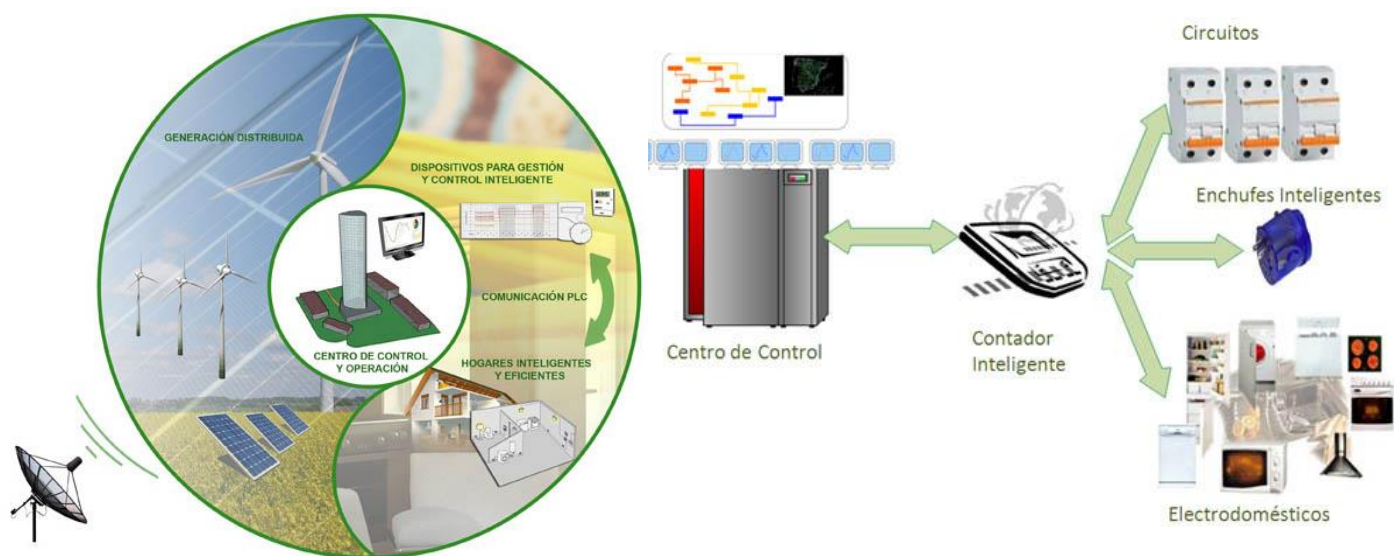 GENERACIÓN DISTRIBUIDA
DISPOSITIVOS PARA GESTIÓN
Y CONTROL INTELIGENTE
COMUNICACIÓN PLC
CENTRO DE CONTROL
Y OPERACIÓN
HOGARES INTELIGENTES
Y EFICIENTES
Centro de Control
Contador
Inteligente
Circuitos
Enchufes Inteligentes
Electrodomésticos